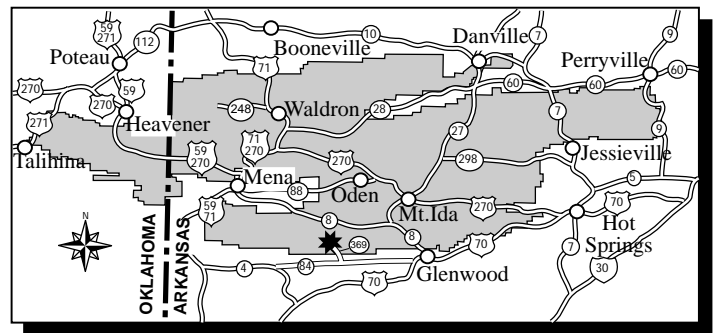 59
271
112
Poteau
Booneville
10
Danville
7
Perryville
9
60
270
59
270
71
271
Heavener
248
Waldron
28
60
60
7
9
Talihina
59
270
71
270
270
27
298
Jessieville
Mena
88
Oden
5
59
71
8
Mt.Ida
270
70
N
369
8
70
7
Hot
Springs
4
84
70
Glenwood
30
OKLAHOMA
ARKANSAS